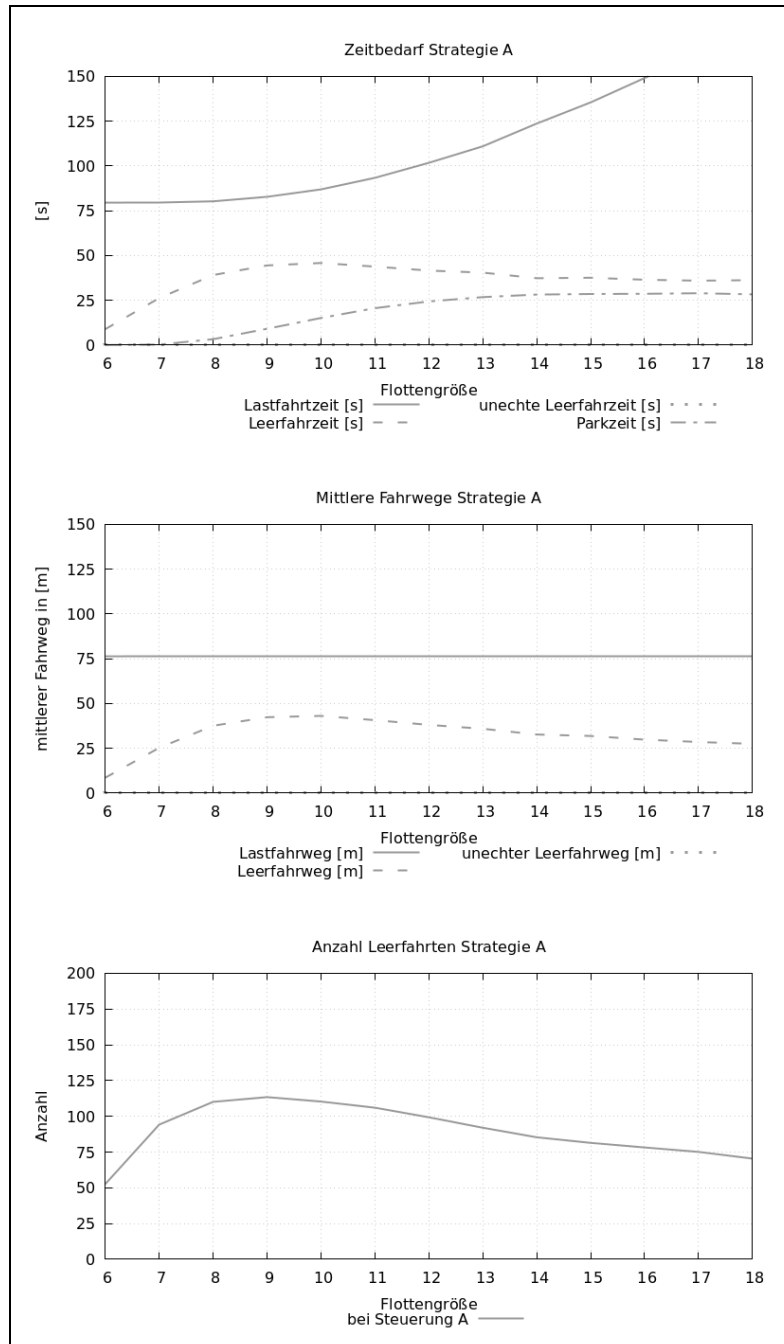 Zeitbedarf Strategie A
150
125
100
75
50
25
0
[s]
6 7 8 9 10 11 12 13 14 15 16 17 18
Flottengröße
Lastfahrtzeit [s] unechte Leerfahrzeit [s]
Leerfahrzeit [s] Parkzeit [s]
Mittlere Fahrwege Strategie A
150
125
100
75
50
25
0
mittlerer Fahrweg in [m]
6 7 8 9 10 11 12 13 14 15 16 17 18
Flottengröße
Lastfahrweg [m] unechter Leerfahrweg [m]
Leerfahrweg [m]
Anzahl Leerfahrten Strategie A
200
175
150
125
100
75
50
25
0
Anzahl
6 7 8 9 10 11 12 13 14 15 16 17 18
Flottengröße
bei Steuerung A